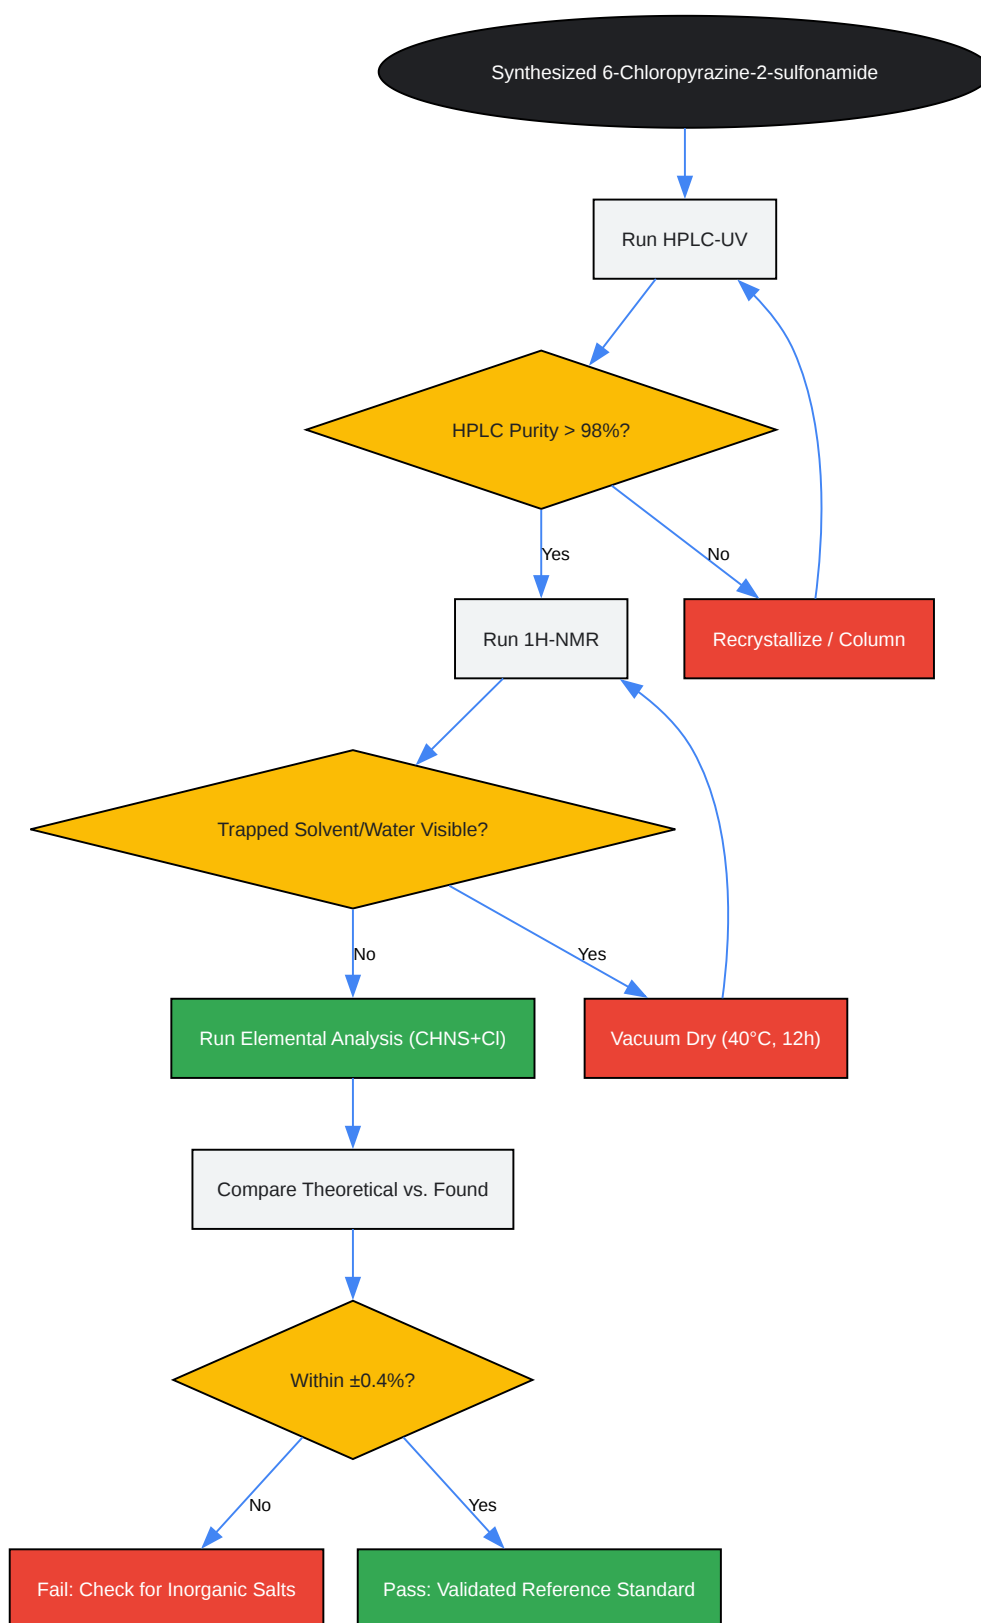 Synthesized 6-Chloropyrazine-2-sulfonamide
Run HPLC-UV
HPLC Purity > 98%?
Yes
No
Run 1H-NMR
Recrystallize / Column
Trapped Solvent/Water Visible?
No
Yes
Run Elemental Analysis (CHNS+Cl)
Vacuum Dry (40°C, 12h)
Compare Theoretical vs. Found
Within ±0.4%?
No
Yes
Fail: Check for Inorganic Salts
Pass: Validated Reference Standard